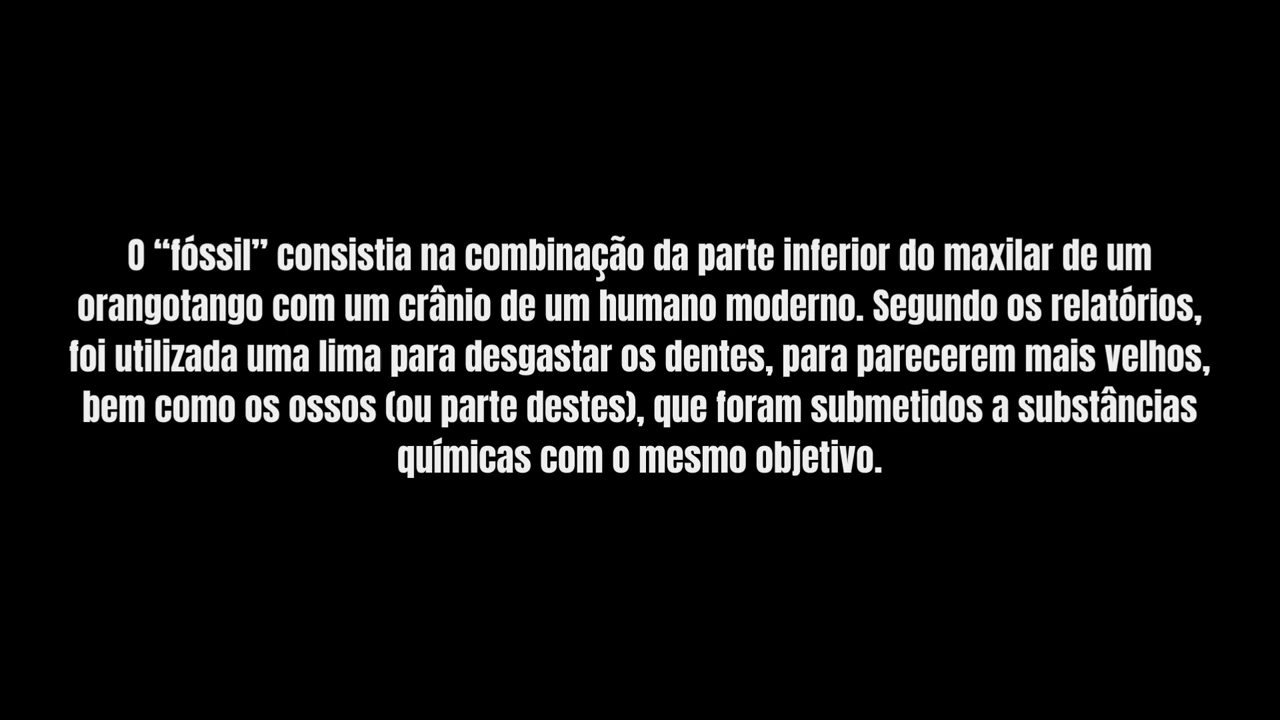 O “fóssil” consistia na combinação da parte inferior do maxilar de um
orangotango com um crânio de um humano moderno. Segundo os relatórios,
foi utilizada uma lima para desgastar os dentes, para parecerem mais velhos,
bem como os ossos (ou parte destes), que foram submetidos a substâncias
químicas com o mesmo objetivo.